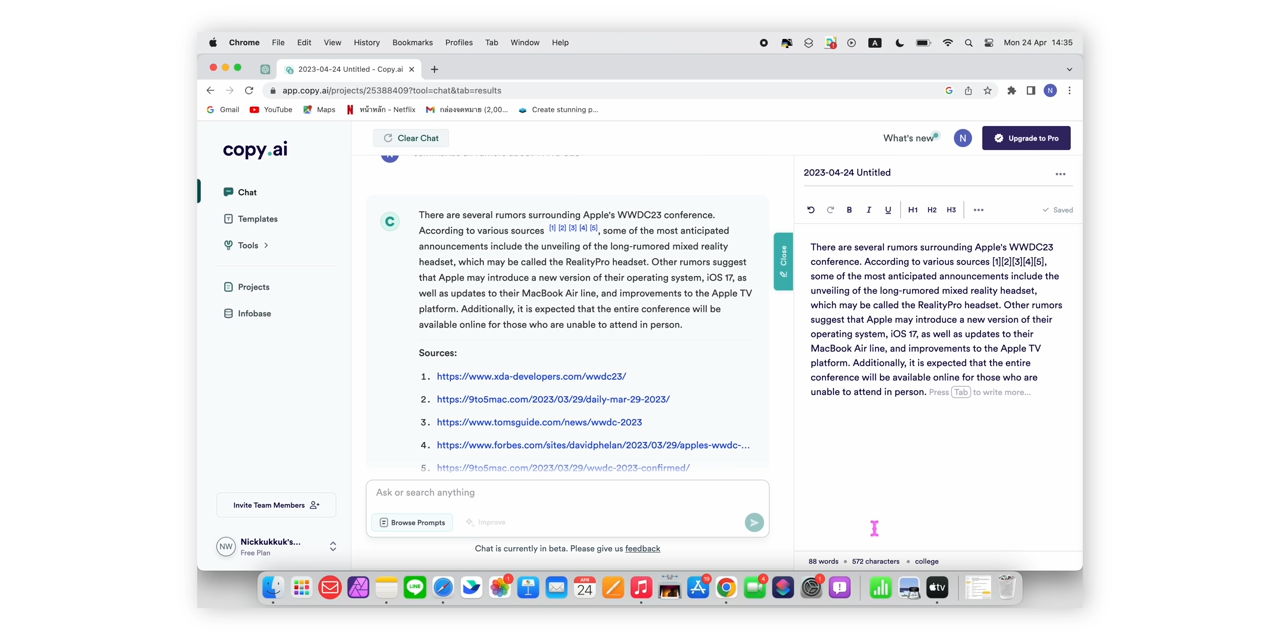 Chrome File Edit View History Bookmarks Profiles Tab Window Help A Mon 24 Apr 14:35
2023-04-24 Untitled - Copy.ai
app.copy.ai/projects/25388409?tool=chat&tab=results N
Gmail YouTube Maps หน้าหลัก - Netflix กล่องจดหมาย (2,00... Create stunning p...
copy.ai
Chat
Templates
Tools
Projects
Infobase
Invite Team Members
NW
Nickkukkuk's...
Free Plan
Clear Chat
What's new
N
Upgrade to Pro
C
There are several rumors surrounding Apple's WWDC23 conference.
According to various sources [1] [2] [3] [4] [5], some of the most anticipated
announcements include the unveiling of the long-rumored mixed reality
headset, which may be called the RealityPro headset. Other rumors suggest
that Apple may introduce a new version of their operating system, iOS 17, as
well as updates to their MacBook Air line, and improvements to the Apple TV
platform. Additionally, it is expected that the entire conference will be
available online for those who are unable to attend in person.
Sources:
1. https://www.xda-developers.com/wwdc23/
2. https://9to5mac.com/2023/03/29/daily-mar-29-2023/
3. https://www.tomsguide.com/news/wwdc-2023
4. https://www.forbes.com/sites/davidphelan/2023/03/29/apples-wwdc-...
5. https://9to5mac.com/2023/03/29/wwdc-2023-confirmed/
Ask or search anything
Browse Prompts
Improve
Chat is currently in beta. Please give us feedback
Close
2023-04-24 Untitled
B I U H1 H2 H3 Saved
There are several rumors surrounding Apple's WWDC23
conference. According to various sources [1][2][3][4][5],
some of the most anticipated announcements include the
unveiling of the long-rumored mixed reality headset,
which may be called the RealityPro headset. Other rumors
suggest that Apple may introduce a new version of their
operating system, iOS 17, as well as updates to their
MacBook Air line, and improvements to the Apple TV
platform. Additionally, it is expected that the entire
conference will be available online for those who are
unable to attend in person. Press Tab to write more...
88 words 572 characters college
LINE APR 24 tv